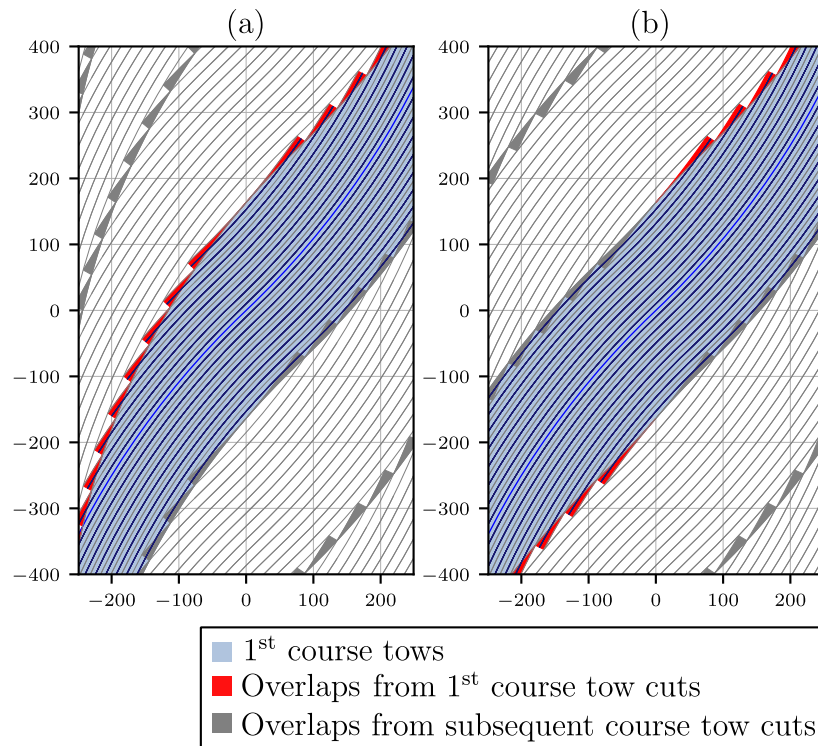 (a) (b)
400 400
300 300
200 200
100 100
0 0
−100 −100
−200 −200
−300 −300
−400 −400
−200 −100 0 100 200 −200 −100 0 100 200
1st course tows
Overlaps from 1st course tow cuts
Overlaps from subsequent course tow cuts